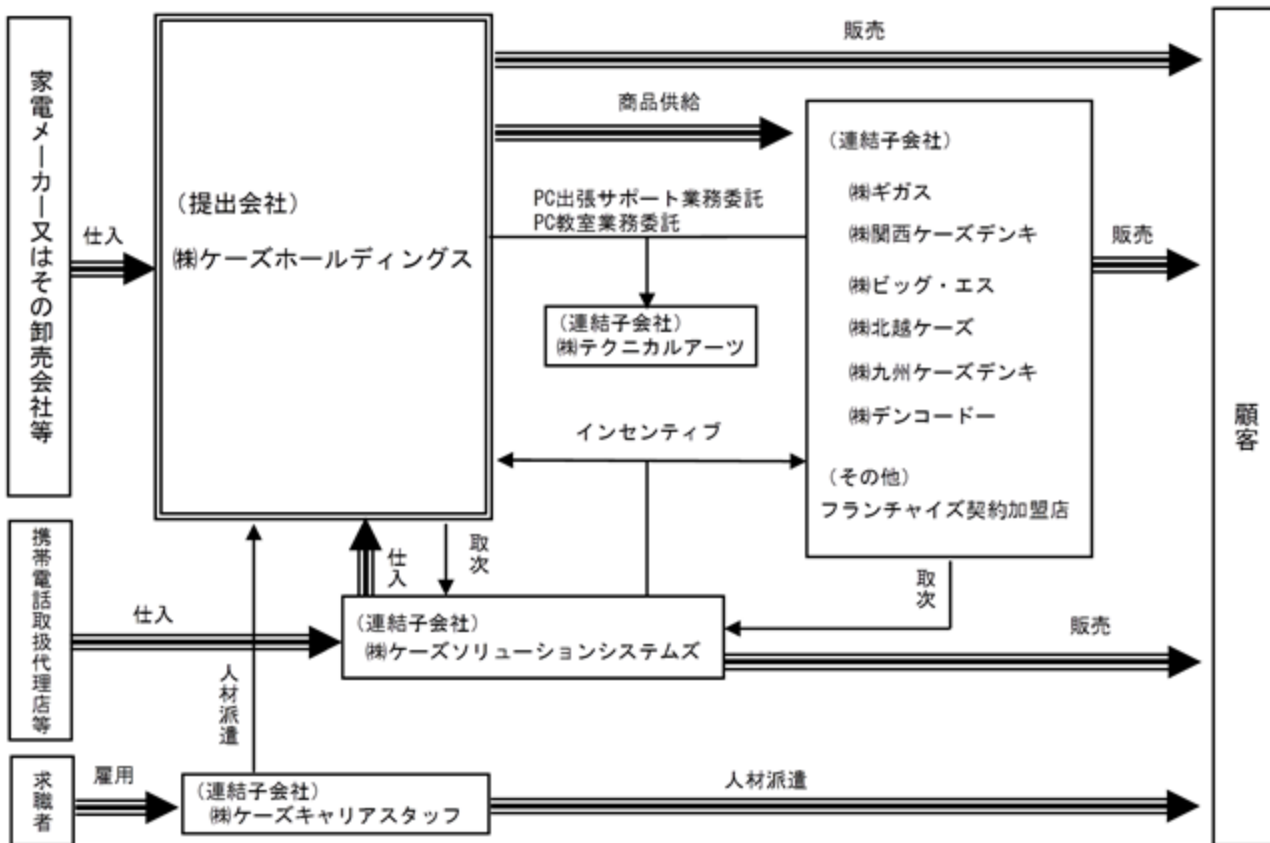 家電メーカー又はその卸売会社等
仕入
（提出会社）
㈱ケーズホールディングス
販売
商品供給
PC出張サポート業務委託
PC教室業務委託
（連結子会社）
㈱テクニカルアーツ
インセンティブ
（連結子会社）
㈱ギガス
㈱関西ケーズデンキ
㈱ビッグ・エス
㈱北越ケーズ
㈱九州ケーズデンキ
㈱デンコードー
（その他）
フランチャイズ契約加盟店
販売
顧客
携帯電話取扱代理店等
仕入
仕入
取次
取次
（連結子会社）
㈱ケーズソリューションシステムズ
販売
人材派遣
求職者
雇用
（連結子会社）
㈱ケーズキャリアスタッフ
人材派遣